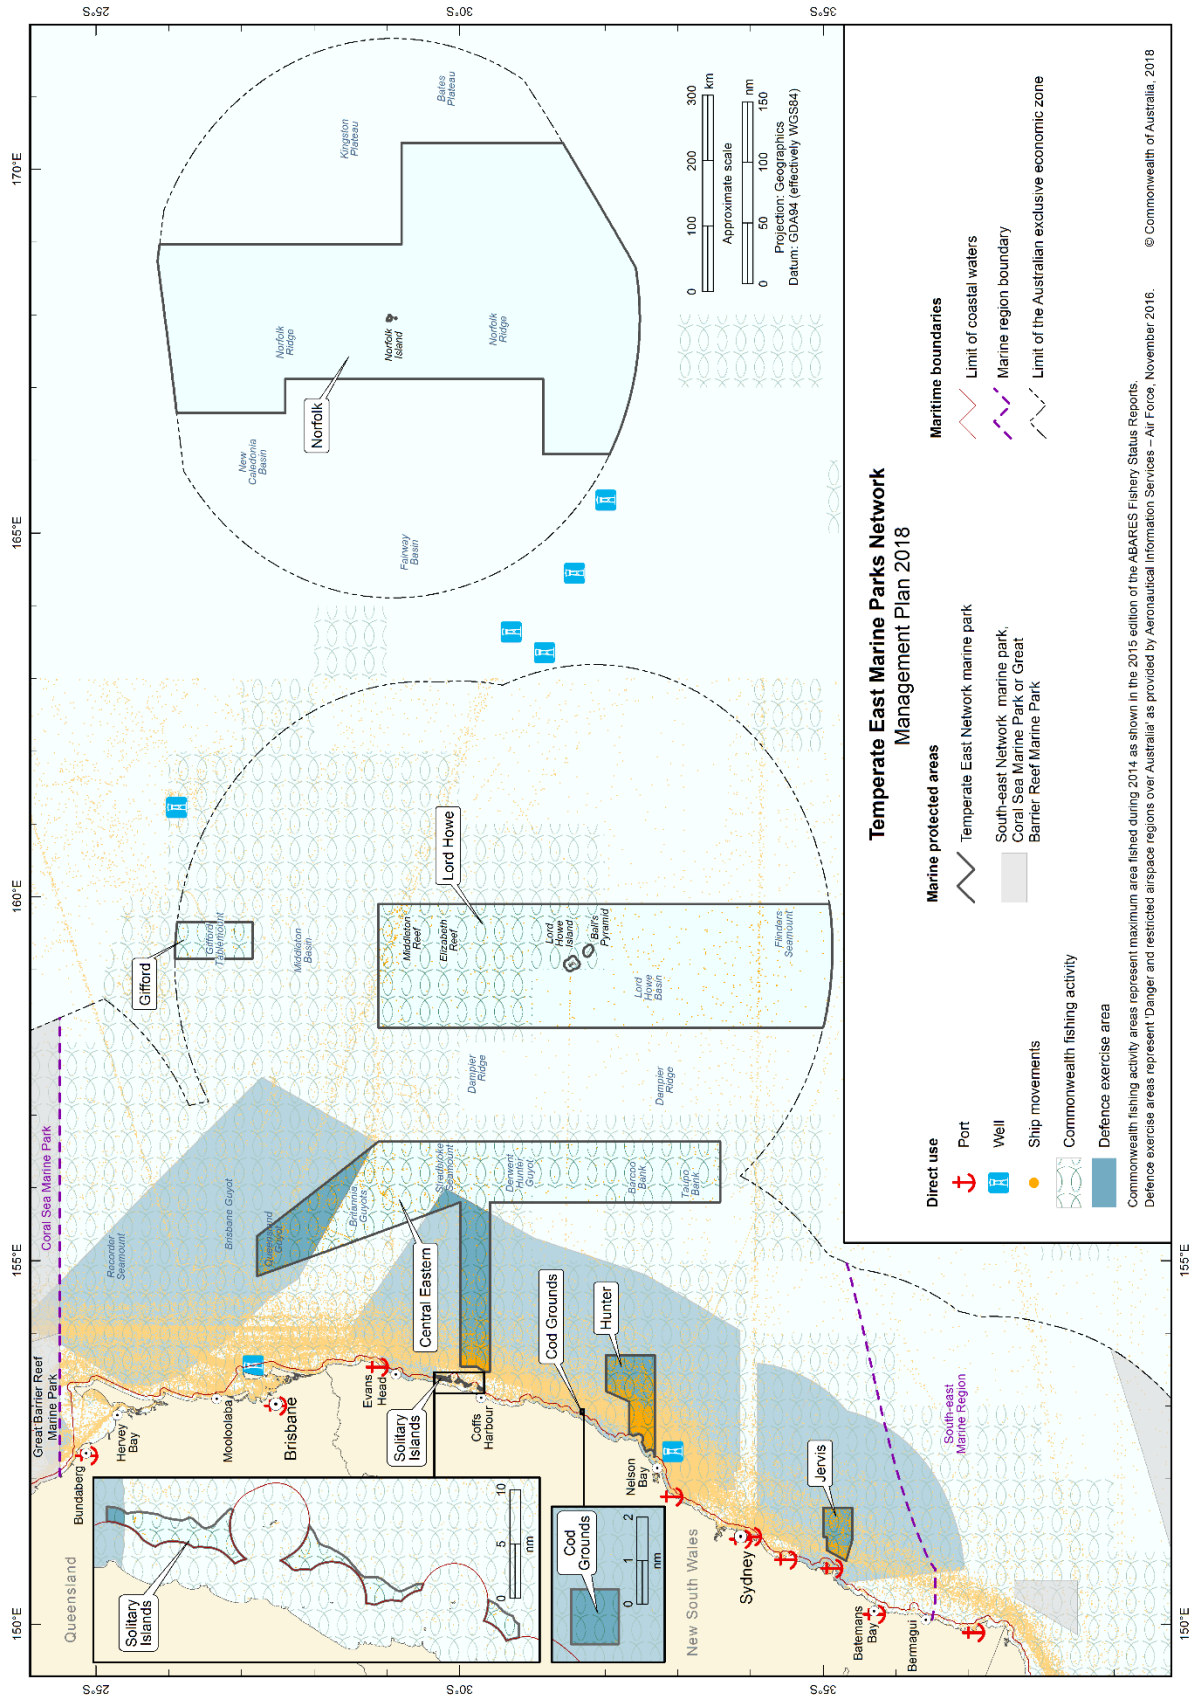 150°E
155°E
160°E
165°E
170°E
25°S
30°S
35°S
25°S
30°S
35°S
150°E
155°E
Queensland
New South Wales
Great Barrier Reef
Marine Park
Coral Sea Marine Park
South-east
Marine Region
Bundaberg
Hervey
Bay
Mooloolaba
Brisbane
Evans
Head
Coffs
Harbour
Nelson
Bay
Sydney
Batemans
Bay
Bermagui
Solitary
Islands
Cod Grounds
Hunter
Jervis
Central Eastern
Gifford
Lord Howe
Norfolk
Recorder
Seamount
Brisbane Guyot
Queensland
Guyot
Britannia
Guyots
Stradbroke
Seamount
Derwent
Hunter
Guyot
Barcoo
Bank
Taupo
Bank
Dampier
Ridge
Dampier
Ridge
Gifford
Tablemount
Middleton
Basin
Middleton
Reef
Elizabeth
Reef
Lord
Howe
Island
Ball's
Pyramid
Lord
Howe
Basin
Flinders
Seamount
New
Caledonia
Basin
Fairway
Basin
Norfolk
Ridge
Norfolk
Island
Norfolk
Ridge
Kingston
Plateau
Bates
Plateau
Solitary
Islands
0 5 10
nm
Cod
Grounds
0 1 2
nm
0 100 200 300
km
Approximate scale
0 50 100 150
nm
Projection: Geographics
Datum: GDA94 (effectively WGS84)
Temperate East Marine Parks Network
Management Plan 2018
Direct use
Port
Well
Ship movements
Commonwealth fishing activity
Defence exercise area
Marine protected areas
Temperate East Network marine park
South-east Network marine park,
Coral Sea Marine Park or Great
Barrier Reef Marine Park
Maritime boundaries
Limit of coastal waters
Marine region boundary
Limit of the Australian exclusive economic zone
Commonwealth fishing activity areas represent maximum area fished during 2014 as shown in the 2015 edition of the ABARES Fishery Status Reports.
Defence exercise areas represent 'Danger and restricted airspace regions over Australia' as provided by Aeronautical Information Services – Air Force, November 2016.
© Commonwealth of Australia, 2018